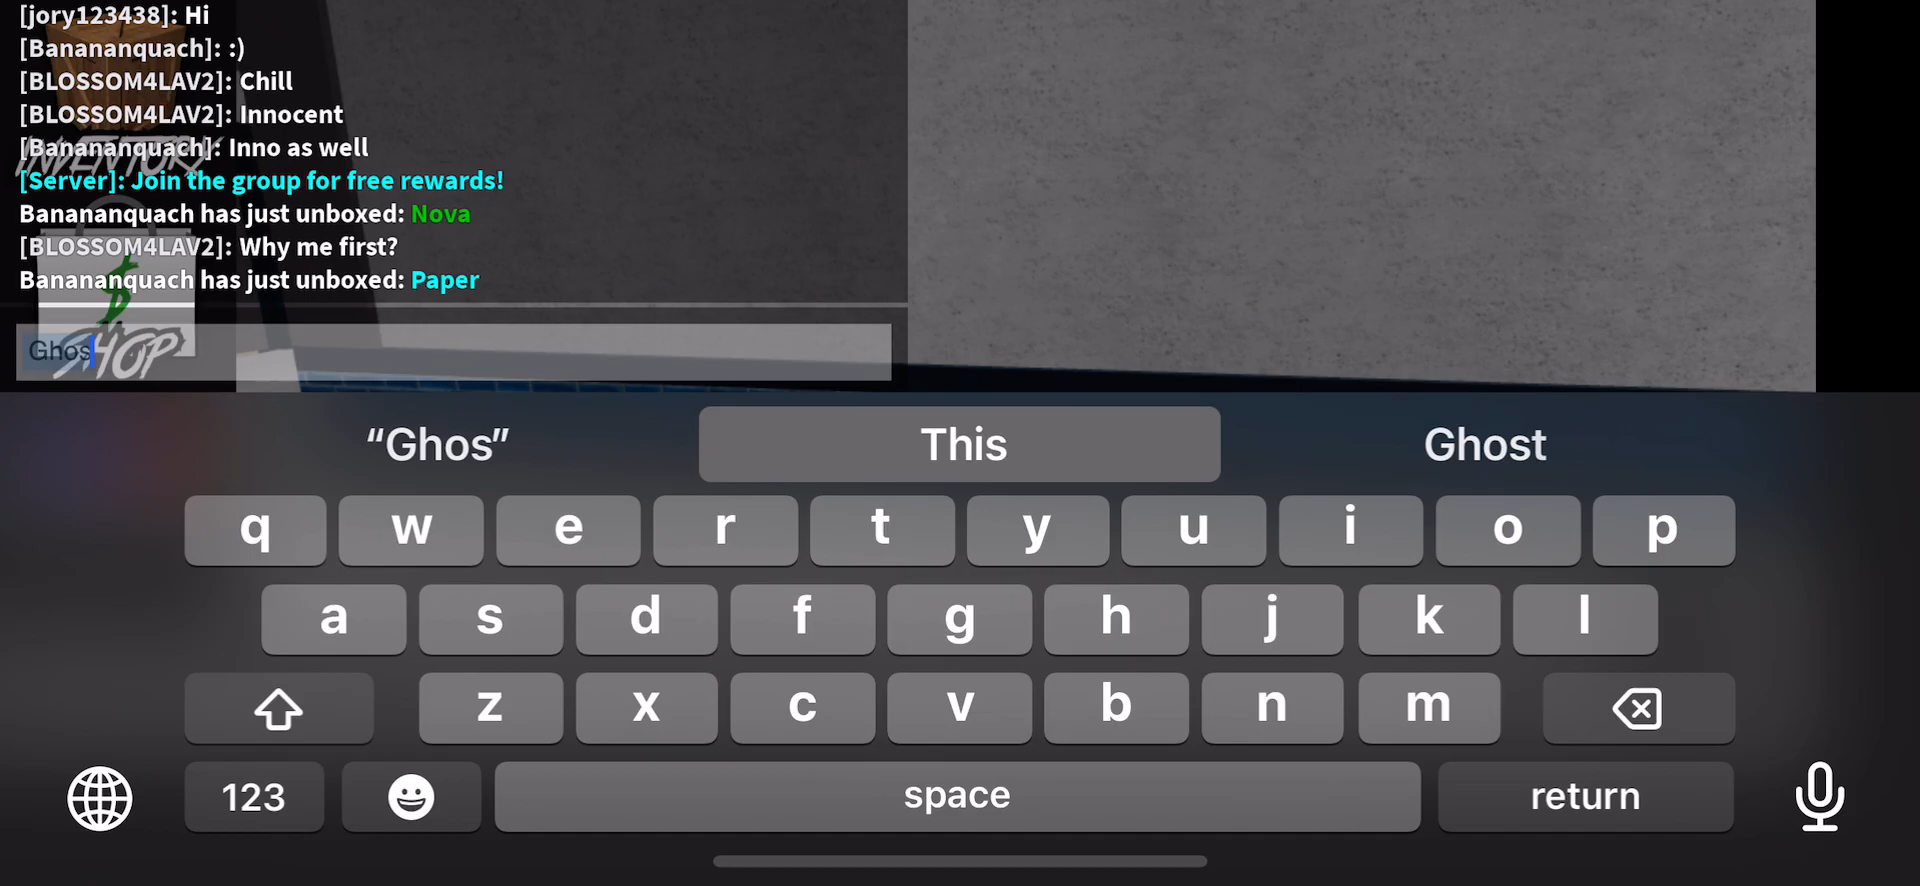 [jory123438]: Hi
[Banananquach]: :)
[BLOSSOM4LAV2]: Chill
[BLOSSOM4LAV2]: Innocent
[Banananquach]: Inno as well
INVENTORY
[Server]: Join the group for free rewards!
Banananquach has just unboxed: Nova
[BLOSSOM4LAV2]: Why me first?
Banananquach has just unboxed: Paper
$
SHOP
Ghos
“Ghos” This Ghost
q w e r t y u i o p
a s d f g h j k l
z x c v b n m
123 space return